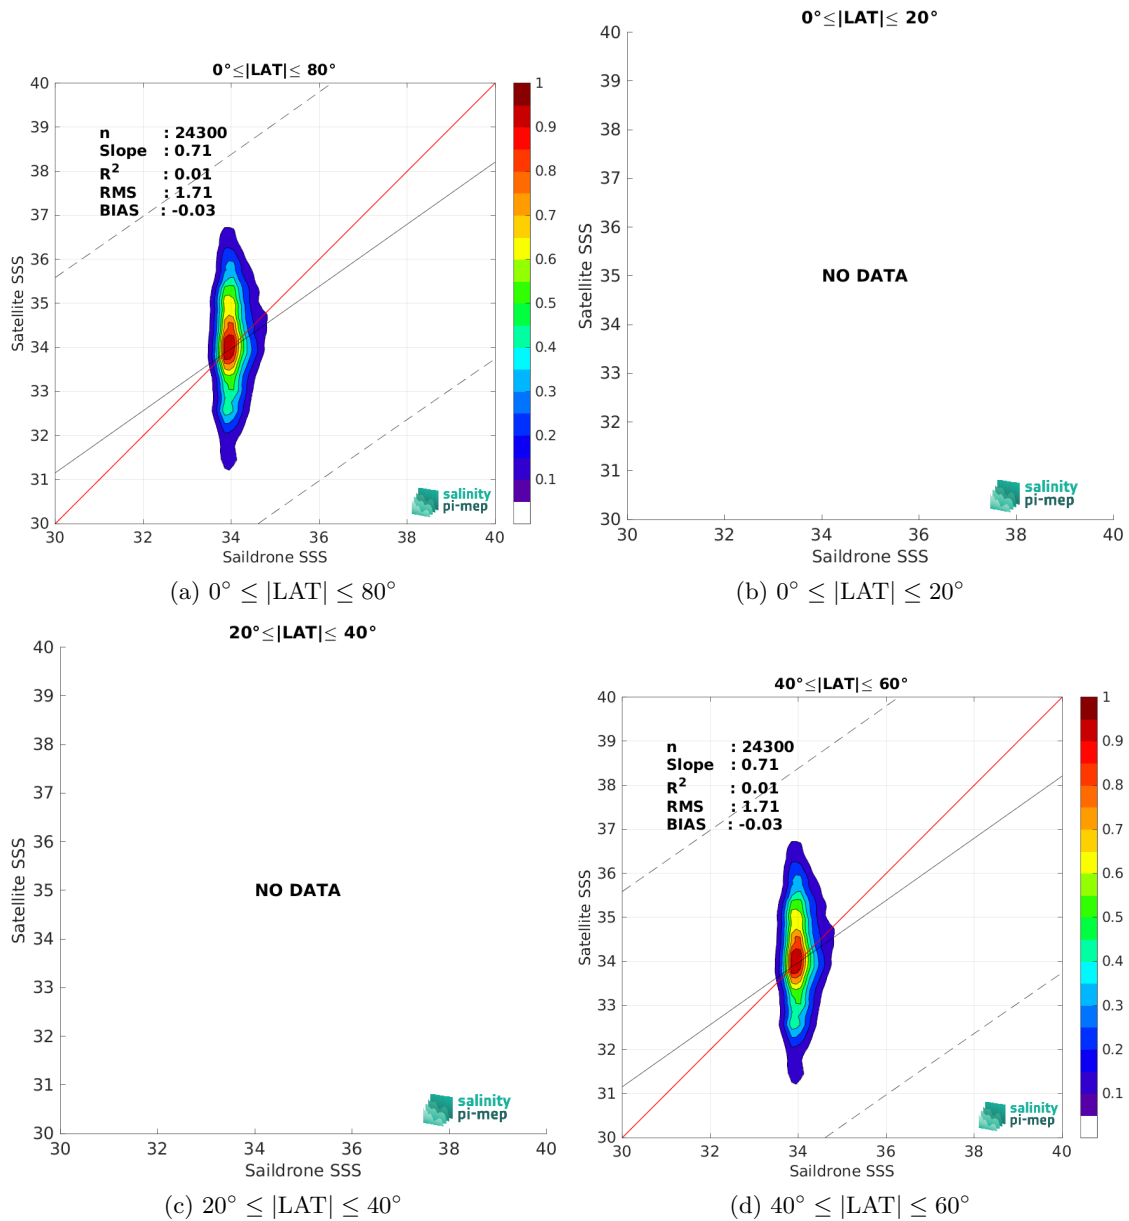 0°≤|LAT|≤ 80°
40
39
38
37
36
35
34
33
32
31
30
30 32 34 36 38 40
Satellite SSS
Saildrone SSS
n : 24300
Slope : 0.71
R² : 0.01
RMS : 1.71
BIAS : -0.03
1
0.9
0.8
0.7
0.6
0.5
0.4
0.3
0.2
0.1
salinity
pi-mep
(a) 0° ≤ |LAT| ≤ 80°
0°≤|LAT|≤ 20°
40
39
38
37
36
35
34
33
32
31
30
30 32 34 36 38 40
Satellite SSS
Saildrone SSS
NO DATA
salinity
pi-mep
(b) 0° ≤ |LAT| ≤ 20°
20°≤|LAT|≤ 40°
40
39
38
37
36
35
34
33
32
31
30
30 32 34 36 38 40
Satellite SSS
Saildrone SSS
NO DATA
salinity
pi-mep
(c) 20° ≤ |LAT| ≤ 40°
40°≤|LAT|≤ 60°
40
39
38
37
36
35
34
33
32
31
30
30 32 34 36 38 40
Satellite SSS
Saildrone SSS
n : 24300
Slope : 0.71
R² : 0.01
RMS : 1.71
BIAS : -0.03
1
0.9
0.8
0.7
0.6
0.5
0.4
0.3
0.2
0.1
salinity
pi-mep
(d) 40° ≤ |LAT| ≤ 60°